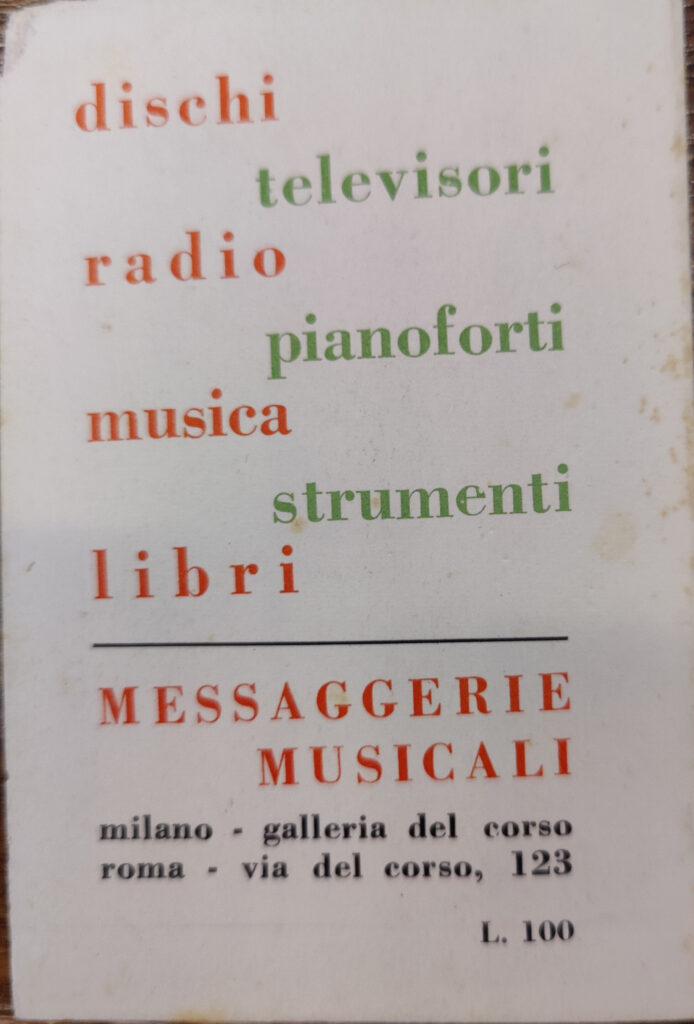 dischi
televisori
radio
pianoforti
musica
strumenti
libri
MESSAGGERIE
MUSICALI
milano - galleria del corso
roma - via del corso, 123
L. 100